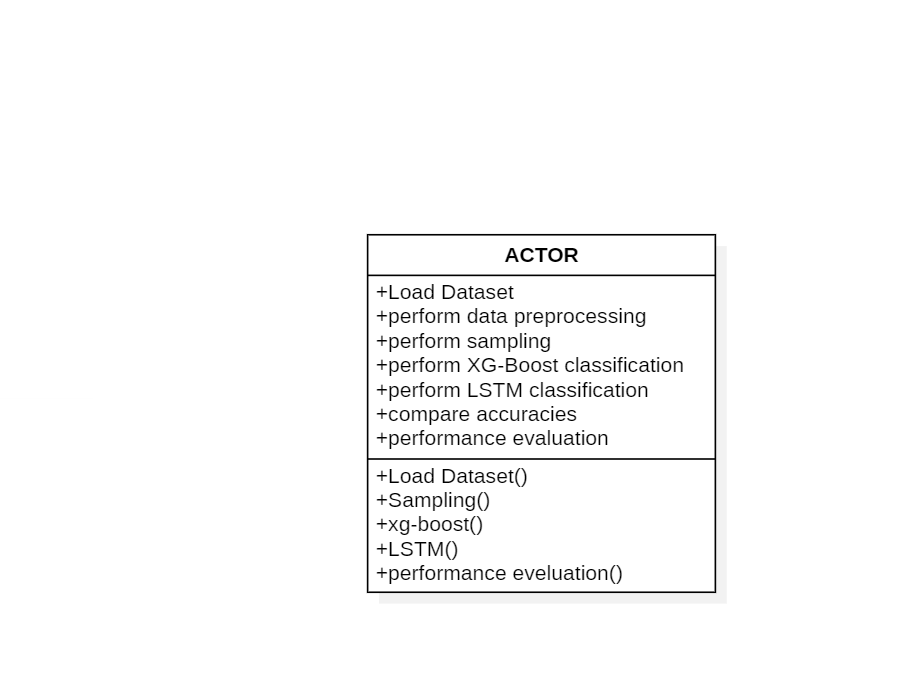 ACTOR
+Load Dataset
+perform data preprocessing
+perform sampling
+perform XG-Boost classification
+perform LSTM classification
+compare accuracies
+performance evaluation
+Load Dataset()
+Sampling()
+xg-boost()
+LSTM()
+performance eveluation()